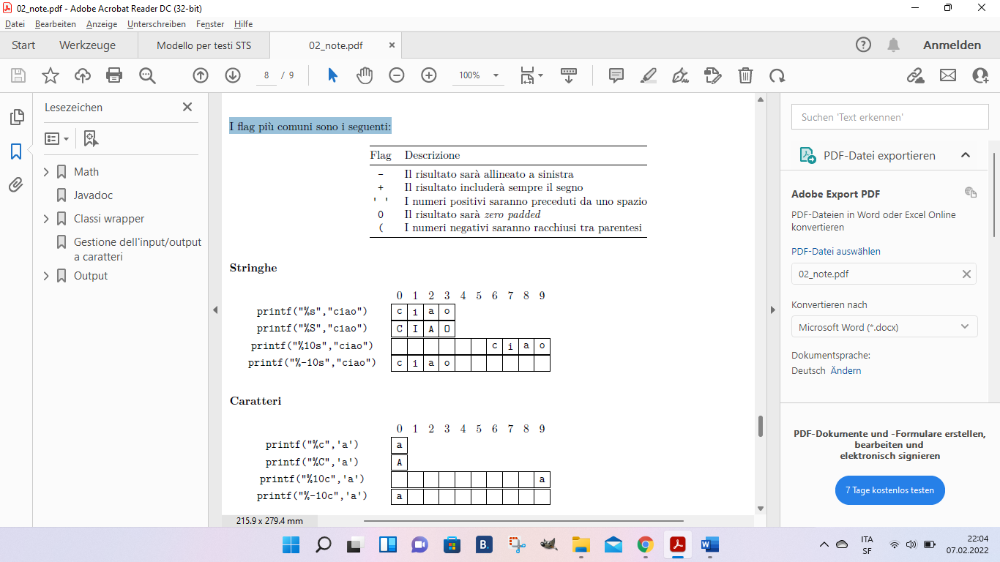 02_note.pdf - Adobe Acrobat Reader DC (32-bit)
Datei Bearbeiten Anzeige Unterschreiben Fenster Hilfe
Start Werkzeuge Modello per testi STS 02_note.pdf Anmelden
8 / 9 100%
Lesezeichen
Math
Javadoc
Classi wrapper
Gestione dell'input/output
a caratteri
Output
I flag più comuni sono i seguenti:
Flag Descrizione
- Il risultato sarà allineato a sinistra
+ Il risultato includerà sempre il segno
' ' I numeri positivi saranno preceduti da uno spazio
0 Il risultato sarà zero padded
( I numeri negativi saranno racchiusi tra parentesi
Stringhe
0 1 2 3 4 5 6 7 8 9
printf("%s","ciao") c i a o
printf("%S","ciao") C I A O
printf("%10s","ciao") c i a o
printf("%-10s","ciao") c i a o
Caratteri
0 1 2 3 4 5 6 7 8 9
printf("%c",'a') a
printf("%C",'a') A
printf("%10c",'a') a
printf("%-10c",'a') a
215.9 x 279.4 mm
Suchen 'Text erkennen'
PDF-Datei exportieren
Adobe Export PDF
PDF-Dateien in Word oder Excel Online
konvertieren
PDF-Datei auswählen
02_note.pdf
Konvertieren nach
Microsoft Word (*.docx)
Dokumentsprache:
Deutsch Ändern
PDF-Dokumente und -Formulare erstellen,
bearbeiten und
elektronisch signieren
7 Tage kostenlos testen
B.
W
ITA
SF
22:04
07.02.2022